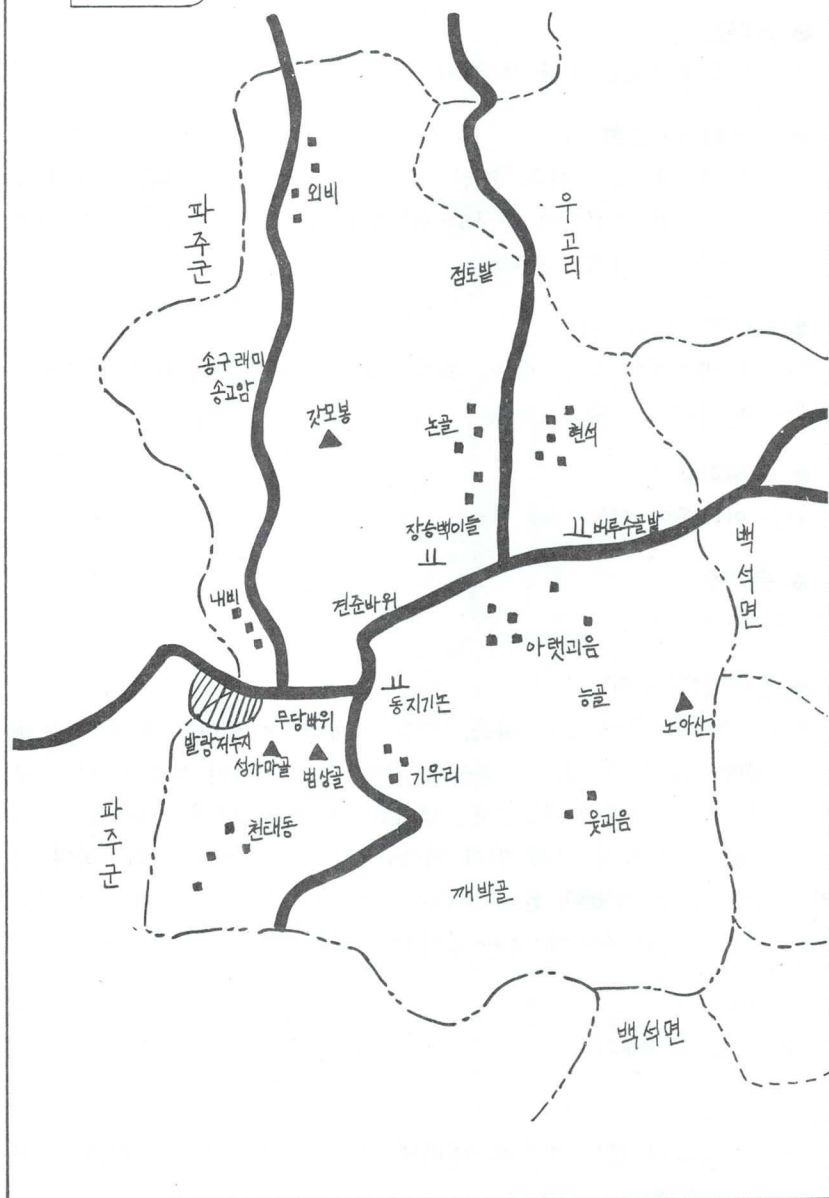 외비
파주군
우고리
점토밭
송구래미
송고암
갓모봉
논골
현석
장승백이들
버루수골밭
백석면
내비
견준바위
아랫괴음
능골
동지기논
노아산
무당바위
발랑저수지
성가마골
범상골
기우리
파주군
천태동
웃괴음
깨박골
백석면